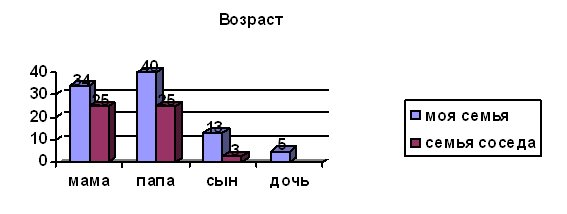 Возраст
34 25 40 25 13 3 5
40
30
20
10
0
мама папа сын дочь
моя семья
семья соседа